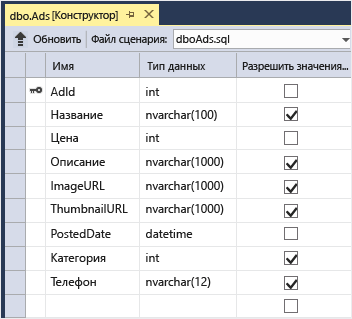 dbo.Ads [Конструктор]
Обновить Файл сценария: dboAds.sql
Имя Тип данных Разрешить значения...
AdId int
Название nvarchar(100)
Цена int
Описание nvarchar(1000)
ImageURL nvarchar(1000)
ThumbnailURL nvarchar(1000)
PostedDate datetime
Категория int
Телефон nvarchar(12)